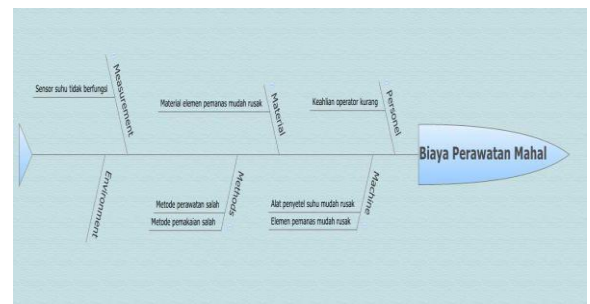 Measurement
Sensor suhu tidak berfungsi
Material
Material elemen pemanas mudah rusak
Personel
Keahlian operator kurang
Biaya Perawatan Mahal
Environment
Methods
Metode perawatan salah
Metode pemakaian salah
Machine
Alat penyetel suhu mudah rusak
Elemen pemanas mudah rusak